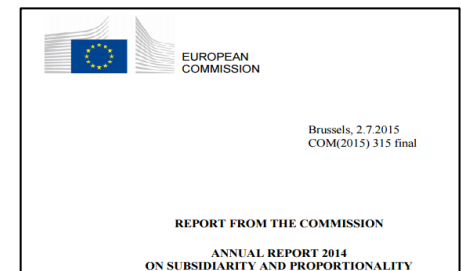 EUROPEAN
COMMISSION
Brussels, 2.7.2015
COM(2015) 315 final
REPORT FROM THE COMMISSION
ANNUAL REPORT 2014
ON SUBSIDIARITY AND PROPORTIONALITY